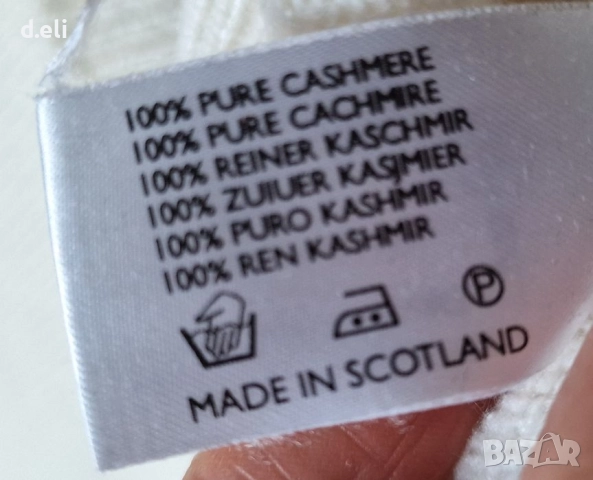 d.eli
100% PURE CASHMERE
100% PURE CACHMIRE
100% REINER KASCHMIR
100% ZUIUER KASJMIER
100% PURO KASHMIR
100% REN KASHMIR
P
MADE IN SCOTLAND
BAZAR